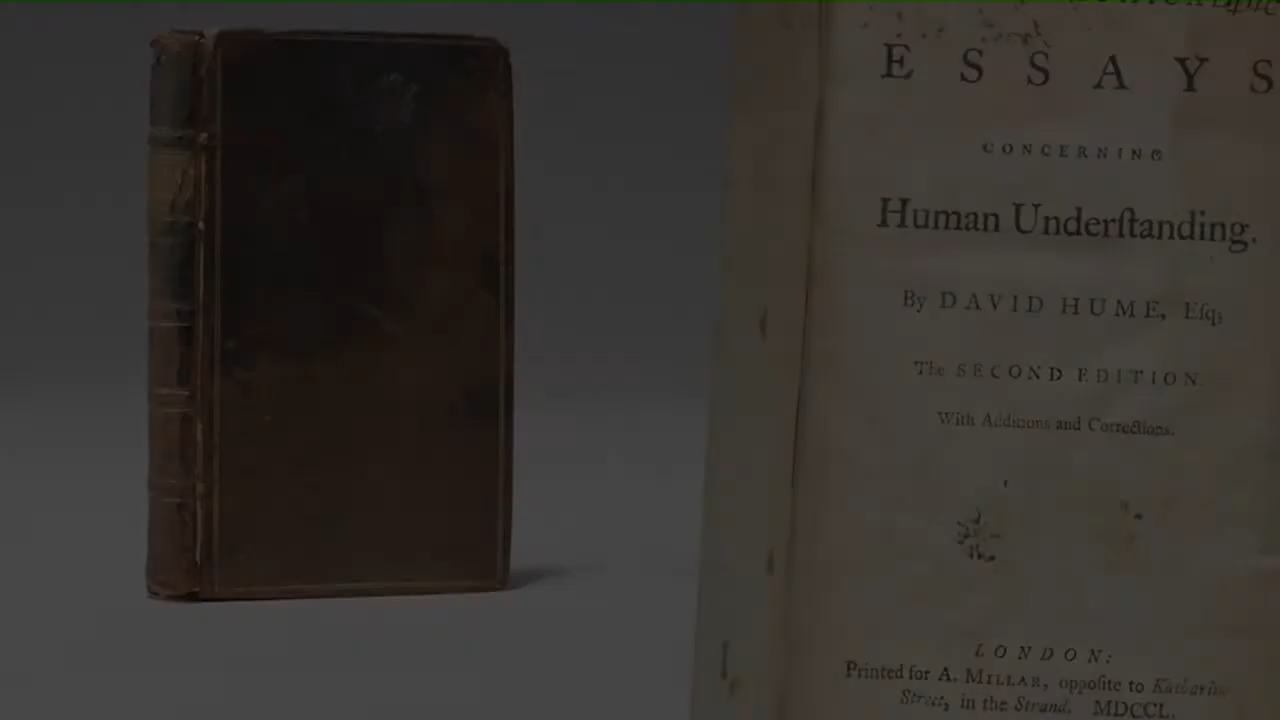 E S S A Y S
CONCERNING
Human Underſtanding.
By DAVID HUME, Eſq;
The SECOND EDITION.
With Additions and Corrections.
LONDON:
Printed for A. MILLAR, oppoſite to Katharine
Street, in the Strand. MDCCL.